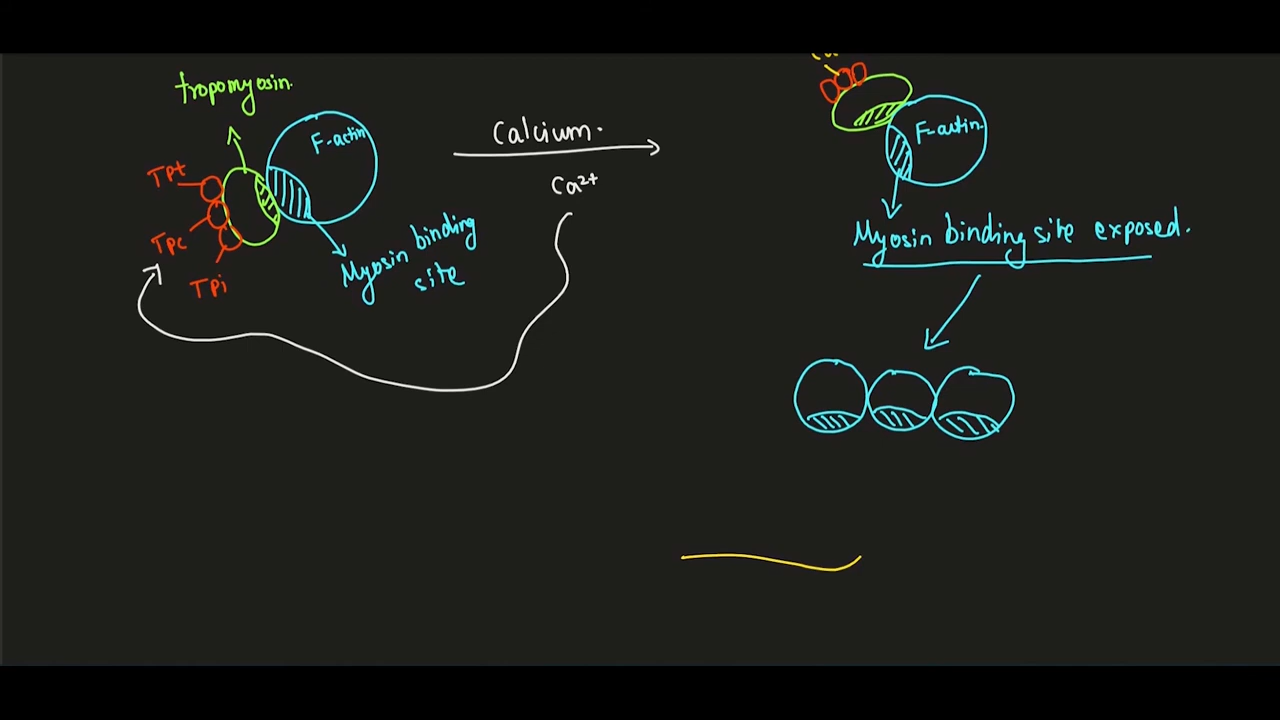 tropomyosin.
F-actin
Tpt
Tpc
Tpi
Myosin binding
site
Calcium.
Ca²⁺
F-actin.
Myosin binding site exposed.